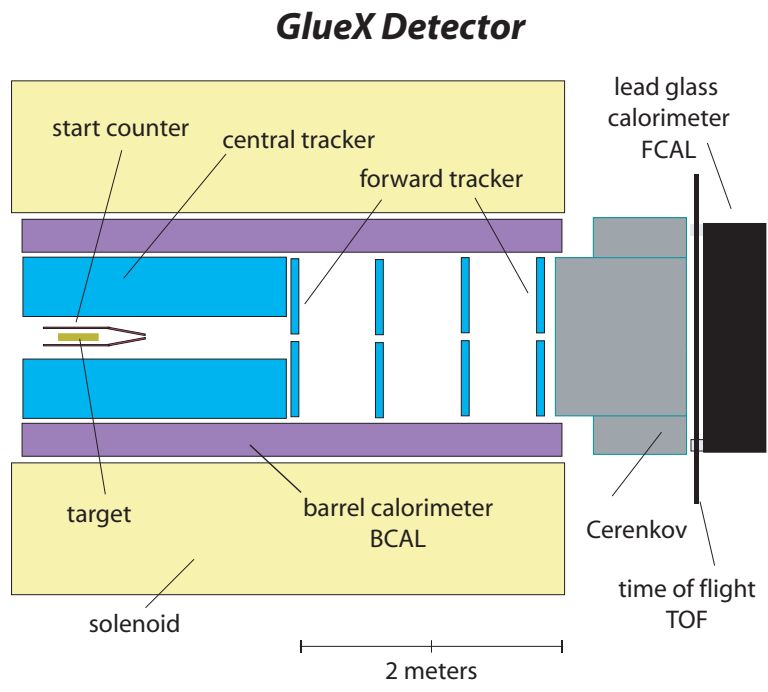 GlueX Detector
lead glass
calorimeter
FCAL
start counter
central tracker
forward tracker
target
barrel calorimeter
BCAL
Cerenkov
time of flight
TOF
solenoid
2 meters